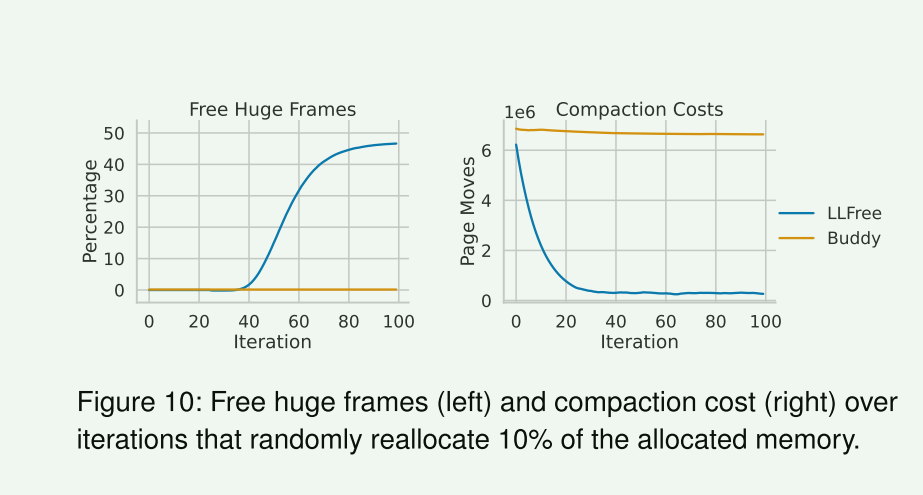 Free Huge Frames
50
40
30
20
10
0
Percentage
0 20 40 60 80 100
Iteration
1e6 Compaction Costs
6
4
2
0
Page Moves
0 20 40 60 80 100
Iteration
LLFree
Buddy
Figure 10: Free huge frames (left) and compaction cost (right) over
iterations that randomly reallocate 10% of the allocated memory.